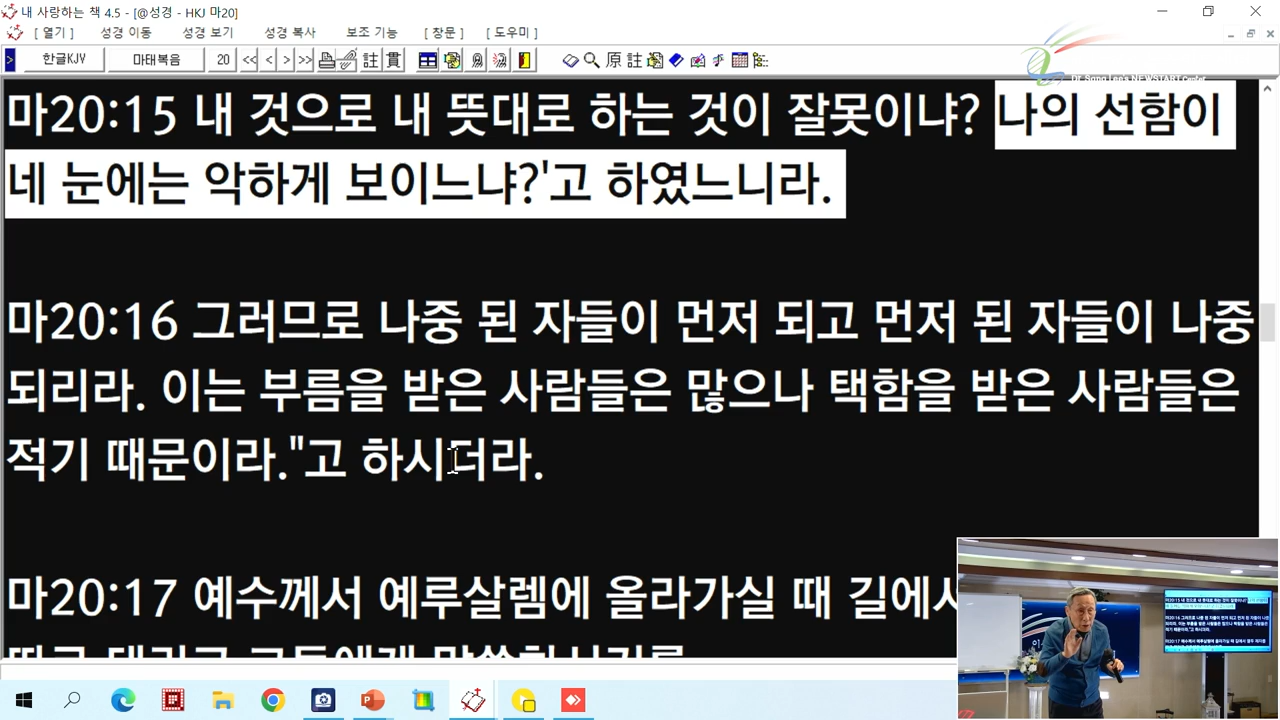 내 사랑하는 책 4.5 - [@성경 - HKJ 마20]
[ 열기 ] 성경 이동 성경 보기 성경 복사 보조 기능 [ 창문 ] [ 도우미 ]
한글KJV 마태복음 20 << < > >> 註 貫 原 註
Dr. Sang Lee's NEWSTART Center
마20:15 내 것으로 내 뜻대로 하는 것이 잘못이냐? 나의 선함이
네 눈에는 악하게 보이느냐?'고 하였느니라.
마20:16 그러므로 나중 된 자들이 먼저 되고 먼저 된 자들이 나중
되리라. 이는 부름을 받은 사람들은 많으나 택함을 받은 사람들은
적기 때문이라."고 하시더라.
마20:17 예수께서 예루살렘에 올라가실 때 길에서